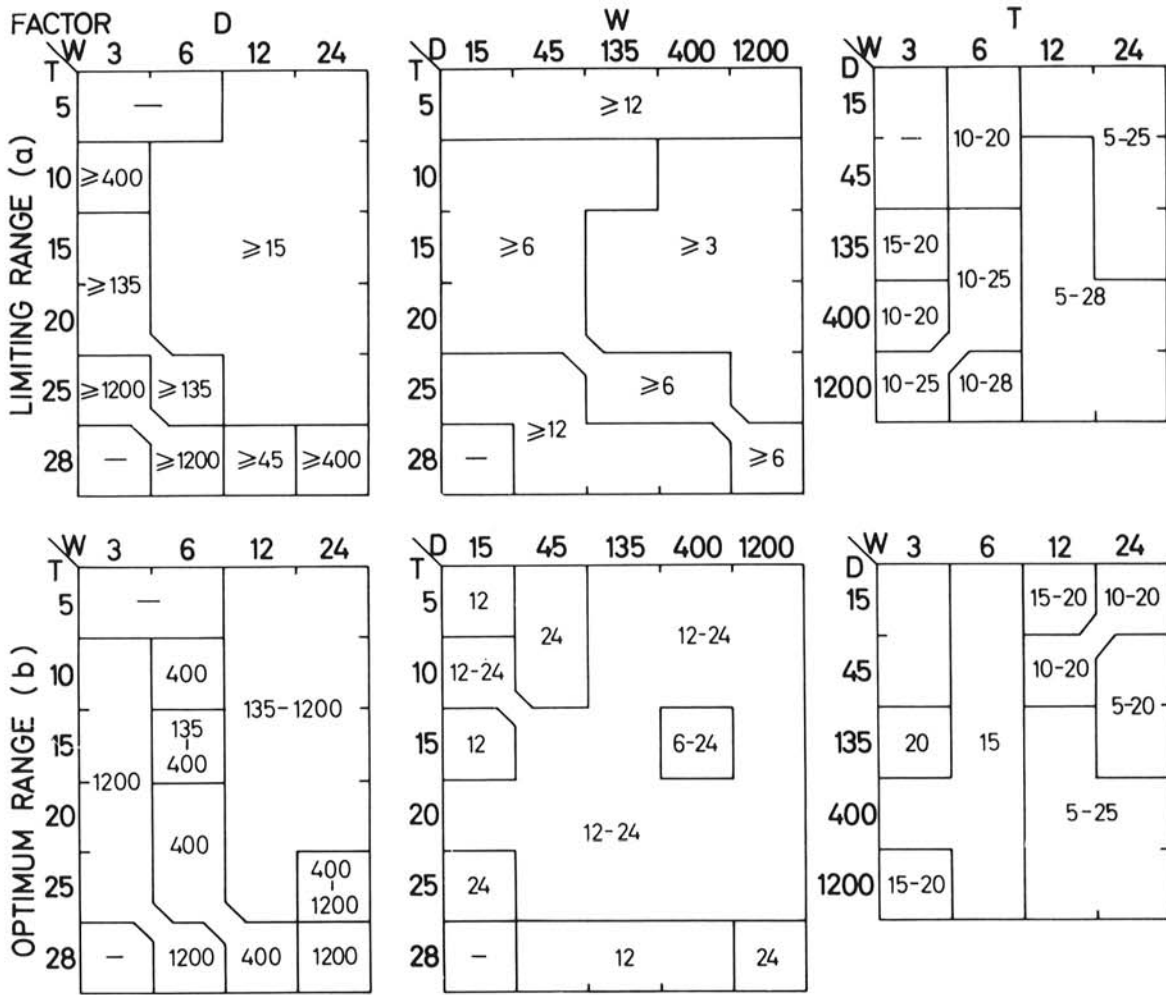 FACTOR D W T
W 3 6 12 24
T
5 —
10 ≥400
15 ≥15
≥135
20
25 ≥1200 ≥135
28 — ≥1200 ≥45 ≥400
LIMITING RANGE (a)
D 15 45 135 400 1200
T
5 ≥12
10
15 ≥6 ≥3
20
25 ≥6
≥12
28 — ≥6
W 3 6 12 24
D
15
— 10-20 5-25
45
135 15-20
10-25 5-28
400 10-20
1200 10-25 10-28
W 3 6 12 24
T
5 —
10 400
135-1200
15 135-400
1200
20
400
25 400-1200
28 — 1200 400 1200
OPTIMUM RANGE (b)
D 15 45 135 400 1200
T
5 12
24 12-24
10 12-24
15 12 6-24
20 12-24
25 24
28 — 12 24
W 3 6 12 24
D
15 15-20 10-20
45 10-20
5-20
135 20 15
400 5-25
1200 15-20